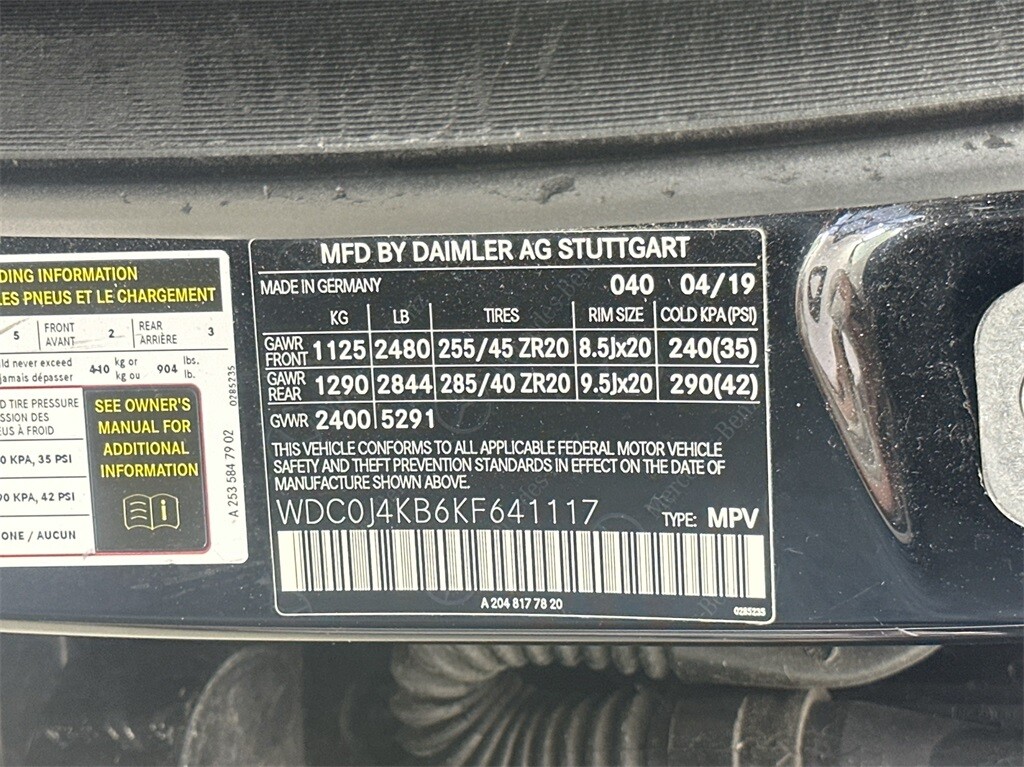 DING INFORMATION
LES PNEUS ET LE CHARGEMENT
5 FRONT AVANT 2 REAR ARRIÈRE 3
ld never exceed
jamais dépasser
440 kg or kg ou 904 lbs. lb.
D TIRE PRESSURE
SSION DES
US À FROID
0 KPA, 35 PSI
90 KPA, 42 PSI
ONE / AUCUN
SEE OWNER'S
MANUAL FOR
ADDITIONAL
INFORMATION
0285235
A 253 584 79 02
MFD BY DAIMLER AG STUTTGART
MADE IN GERMANY 040 04/19
KG LB TIRES RIM SIZE COLD KPA(PSI)
GAWR FRONT 1125 2480 255/45 ZR20 8.5Jx20 240(35)
GAWR REAR 1290 2844 285/40 ZR20 9.5Jx20 290(42)
GVWR 2400 5291
THIS VEHICLE CONFORMS TO ALL APPLICABLE FEDERAL MOTOR VEHICLE
SAFETY AND THEFT PREVENTION STANDARDS IN EFFECT ON THE DATE OF
MANUFACTURE SHOWN ABOVE.
WDC0J4KB6KF641117 TYPE: MPV
A 204 817 78 20
0285235